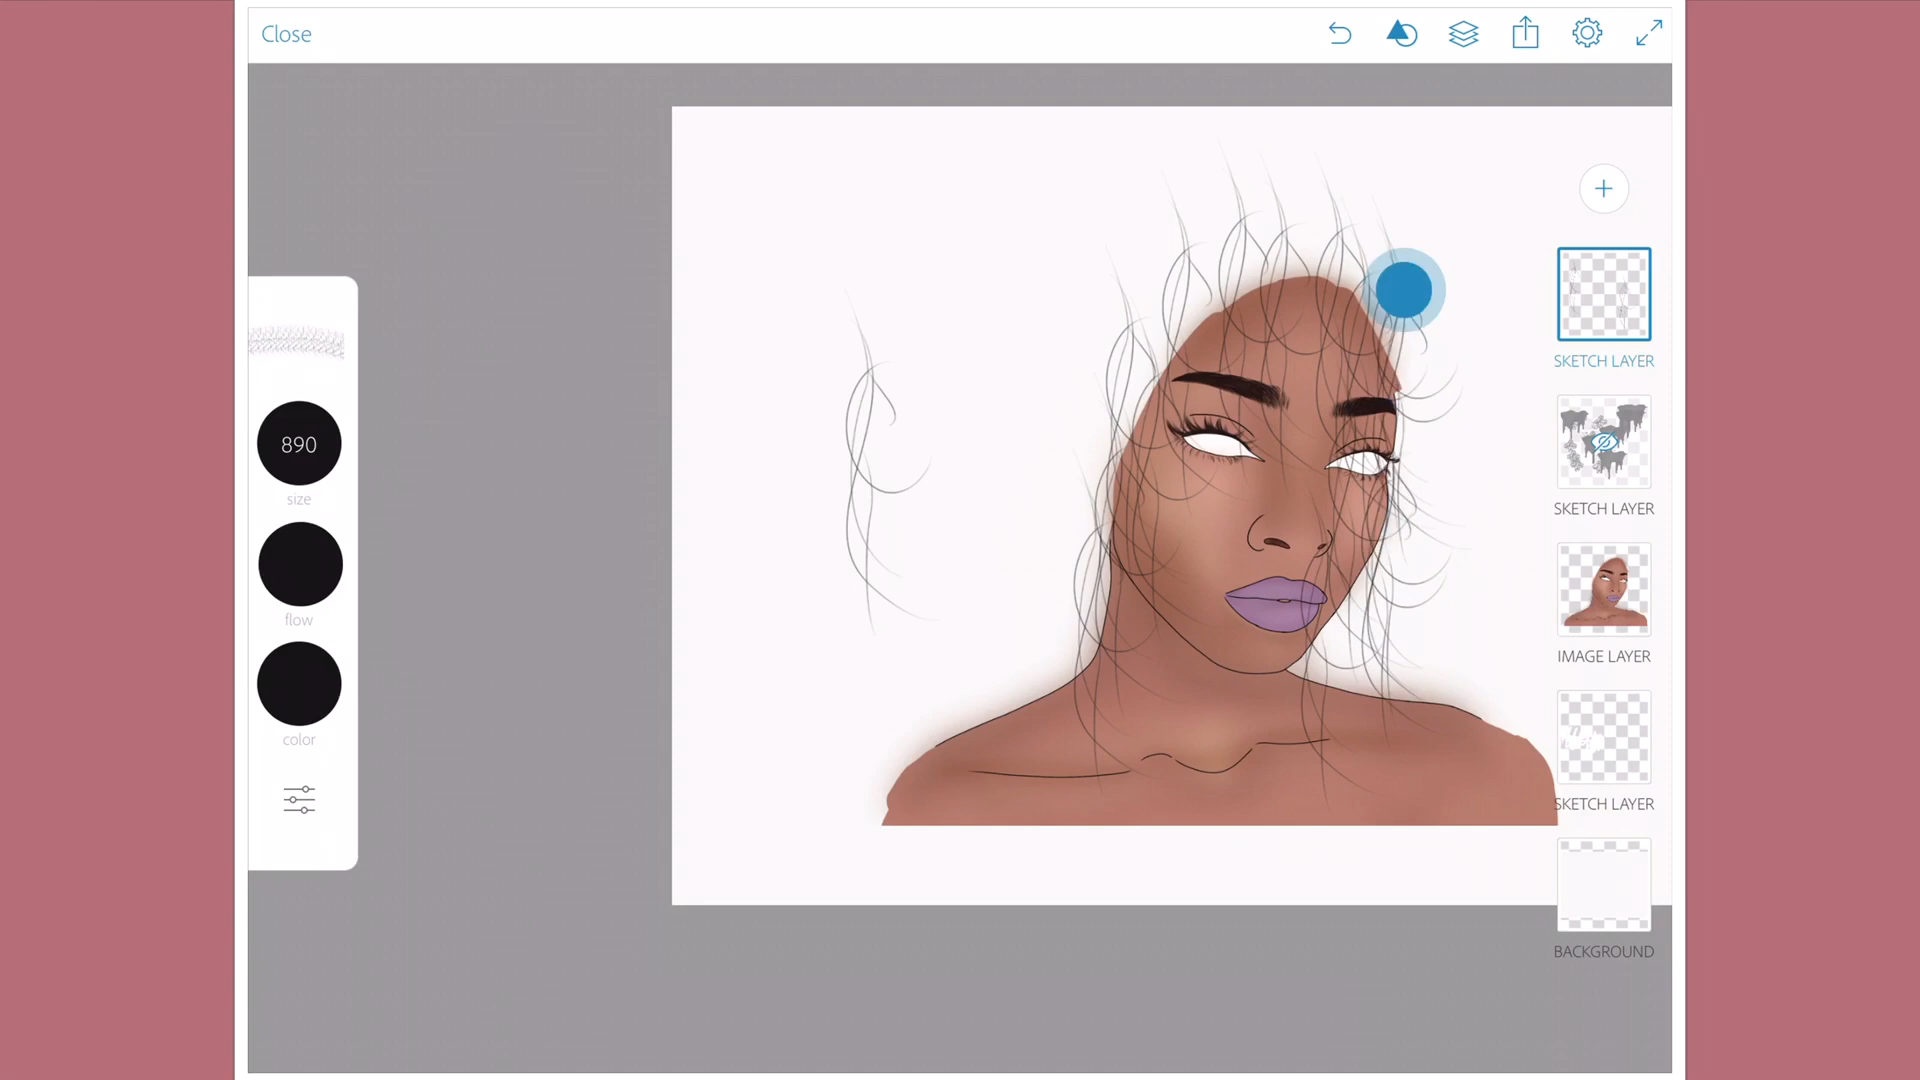 Close
890
size
flow
color
SKETCH LAYER
SKETCH LAYER
IMAGE LAYER
SKETCH LAYER
BACKGROUND